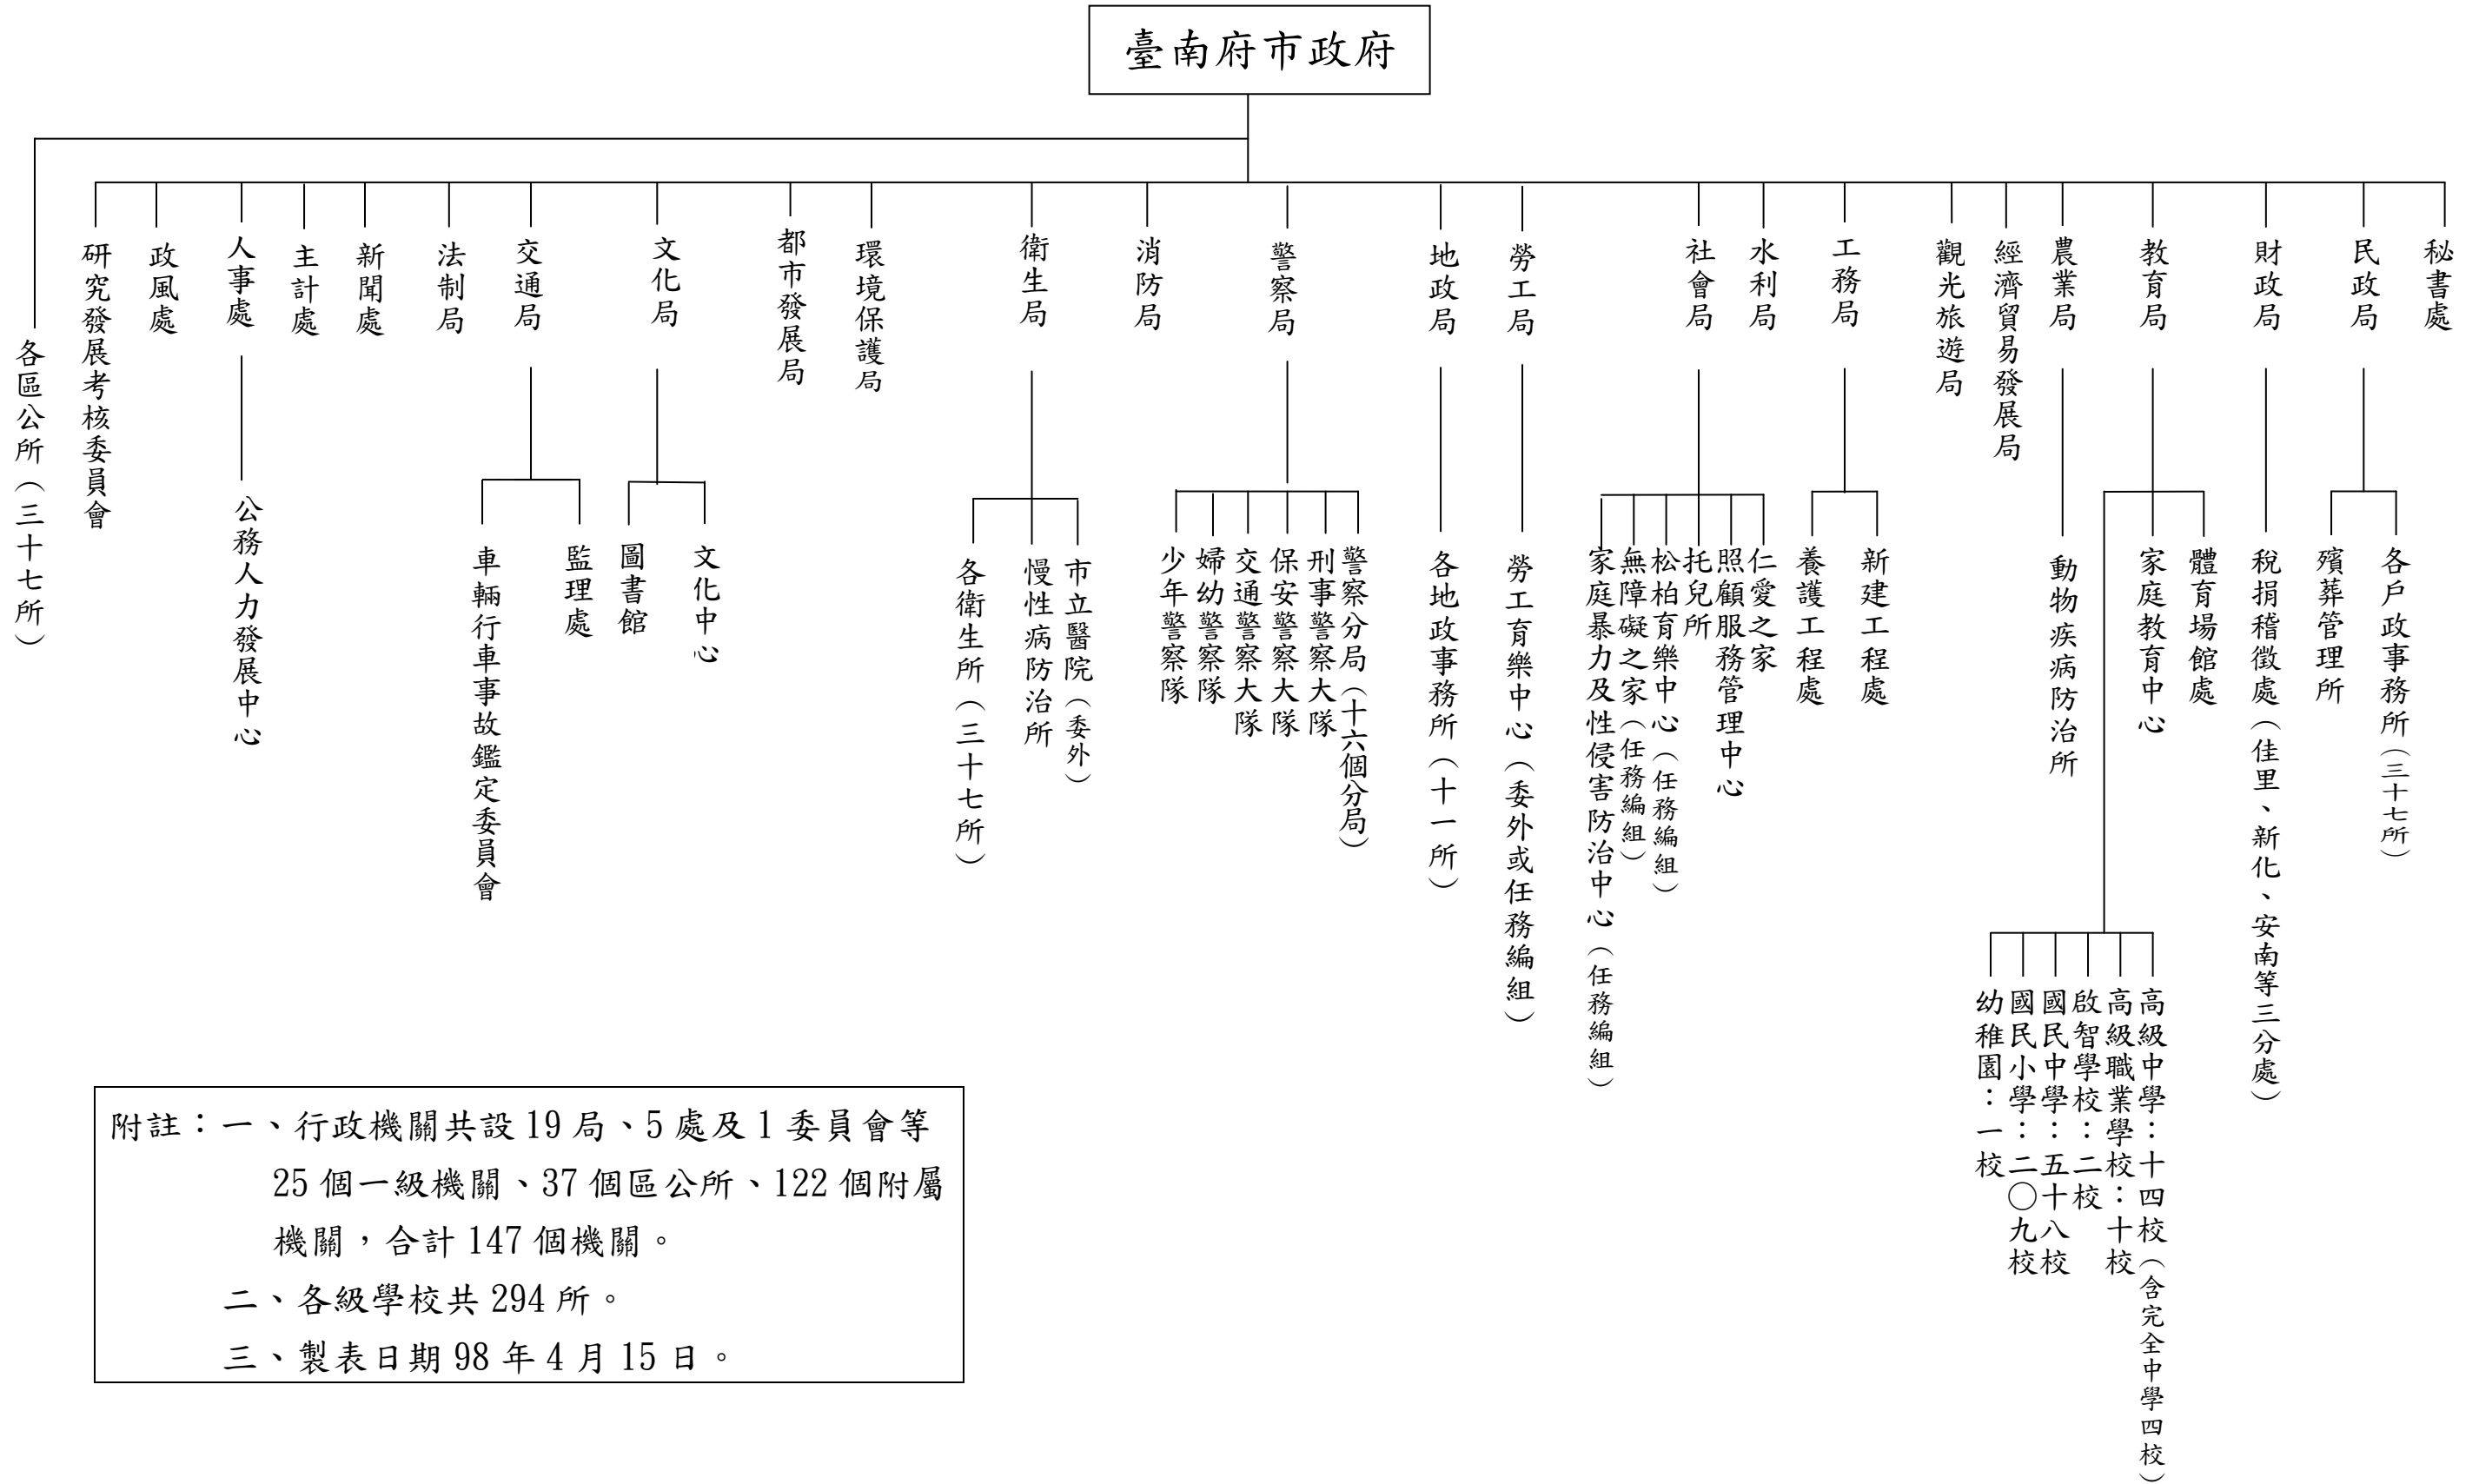 臺南府市政府
秘書處
民政局
財政局
教育局
農業局
經濟貿易發展局
觀光旅遊局
工務局
水利局
社會局
勞工局
地政局
警察局
消防局
衛生局
環境保護局
都市發展局
文化局
交通局
法制局
新聞處
主計處
人事處
政風處
研究發展考核委員會
各區公所（三十七所）
各戶政事務所（三十七所）
殯葬管理所
稅捐稽徵處（佳里、新化、安南等三分處）
體育場館處
家庭教育中心
高級中學：十四校（含完全中學四校）
高級職業學校：十校
啟智學校：二校
國民中學：五十八校
國民小學：二〇九校
幼稚園：一校
動物疾病防治所
新建工程處
養護工程處
仁愛之家
照顧服務管理中心
托兒所
松柏育樂中心（任務編組）
無障礙之家（任務編組）
家庭暴力及性侵害防治中心（任務編組）
勞工育樂中心（委外或任務編組）
各地政事務所（十一所）
警察分局（十六個分局）
刑事警察大隊
保安警察大隊
交通警察大隊
婦幼警察隊
少年警察隊
市立醫院（委外）
慢性病防治所
各衛生所（三十七所）
文化中心
圖書館
監理處
車輛行車事故鑑定委員會
公務人力發展中心
附註：一、行政機關共設 19 局、5 處及 1 委員會等
25 個一級機關、37 個區公所、122 個附屬
機關，合計 147 個機關。
二、各級學校共 294 所。
三、製表日期 98 年 4 月 15 日。